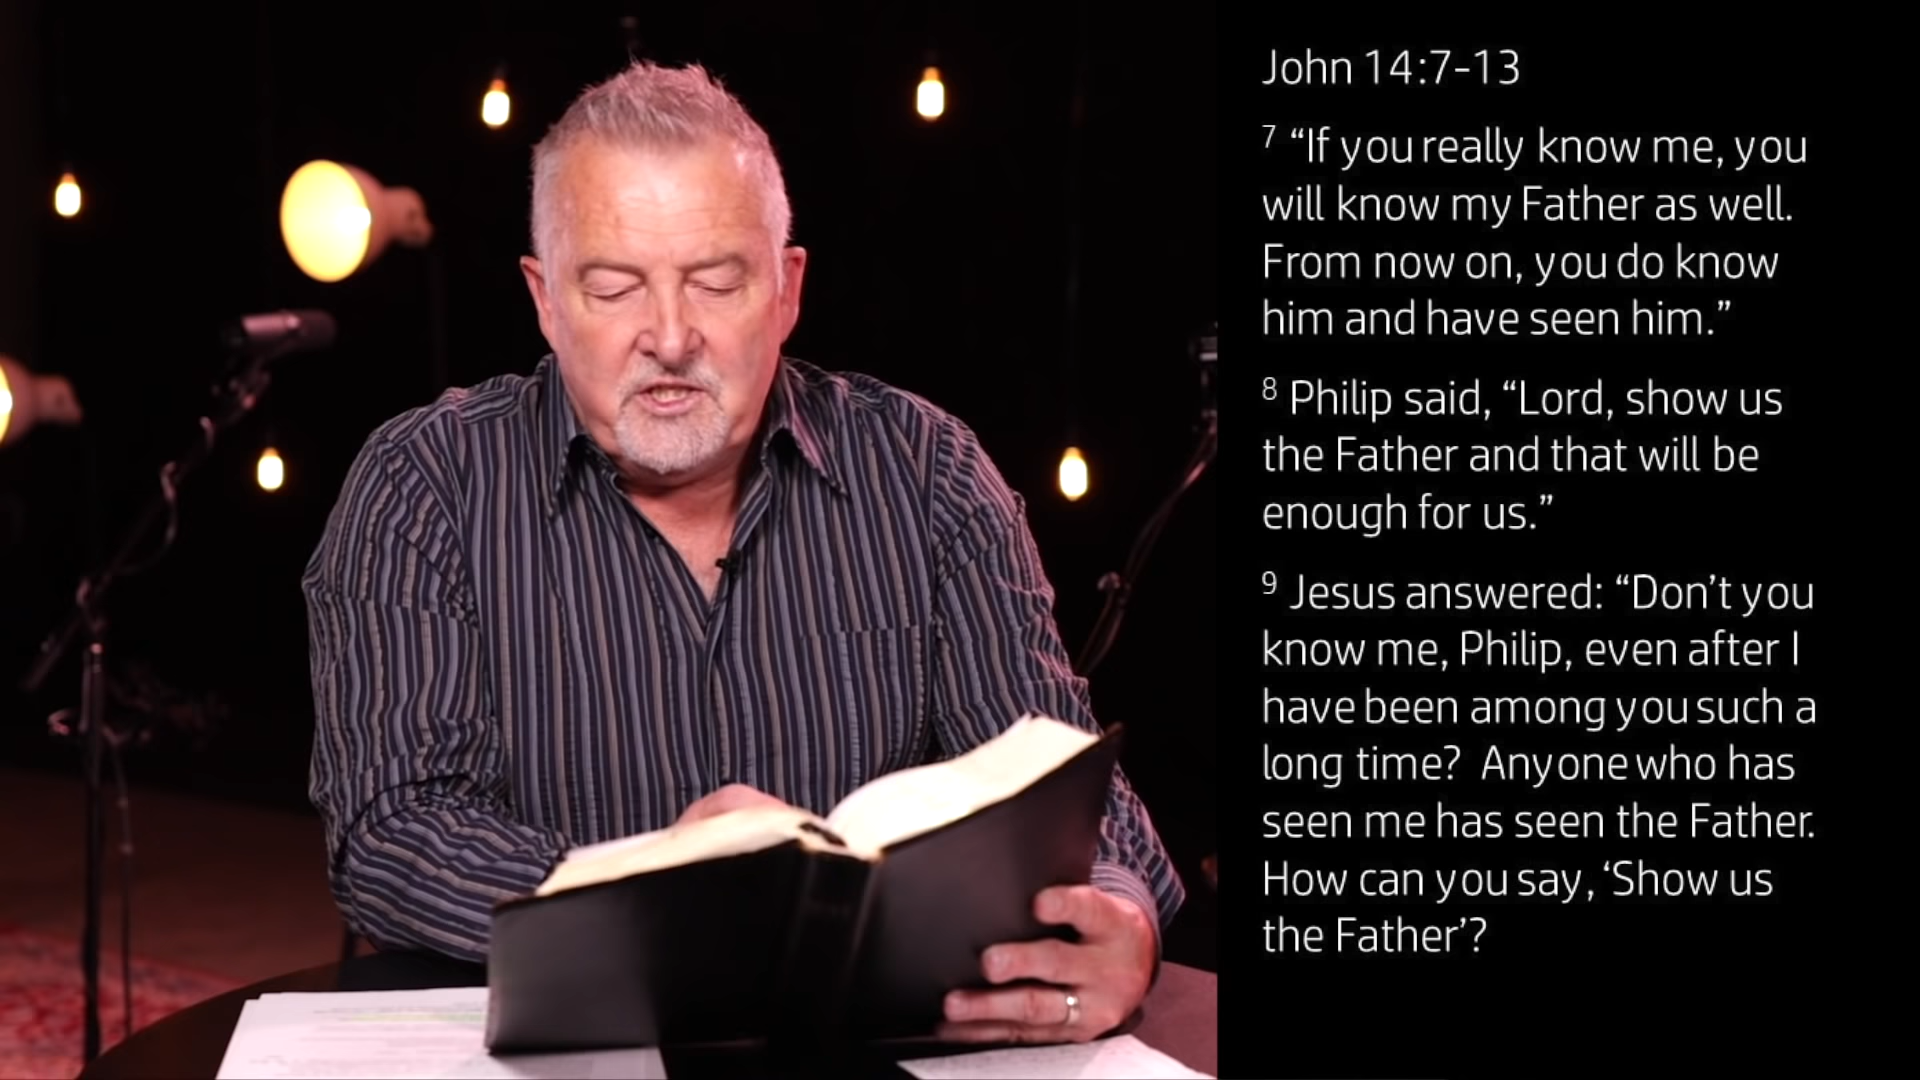 John 14:7-13
7 “If you really know me, you
will know my Father as well.
From now on, you do know
him and have seen him.”
8 Philip said, “Lord, show us
the Father and that will be
enough for us.”
9 Jesus answered: “Don’t you
know me, Philip, even after I
have been among you such a
long time? Anyone who has
seen me has seen the Father.
How can you say, ‘Show us
the Father’?